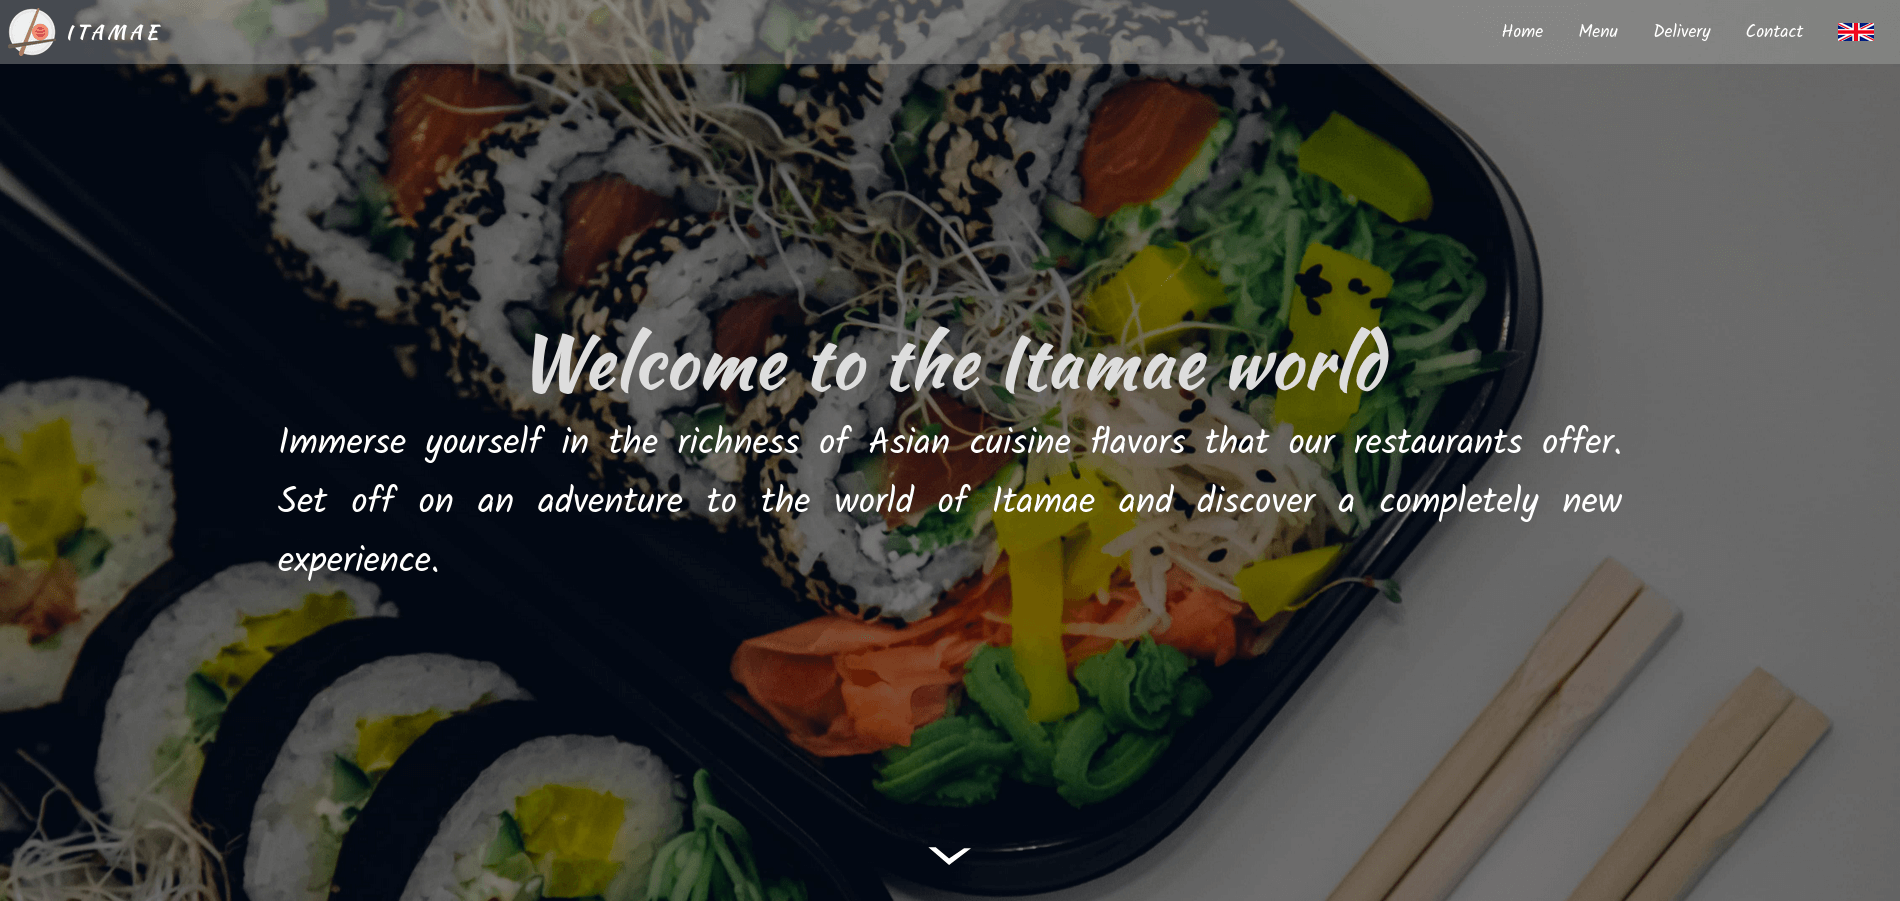 ITAMAE
Home Menu Delivery Contact
Welcome to the Itamae world
Immerse yourself in the richness of Asian cuisine flavors that our restaurants offer.
Set off on an adventure to the world of Itamae and discover a completely new
experience.